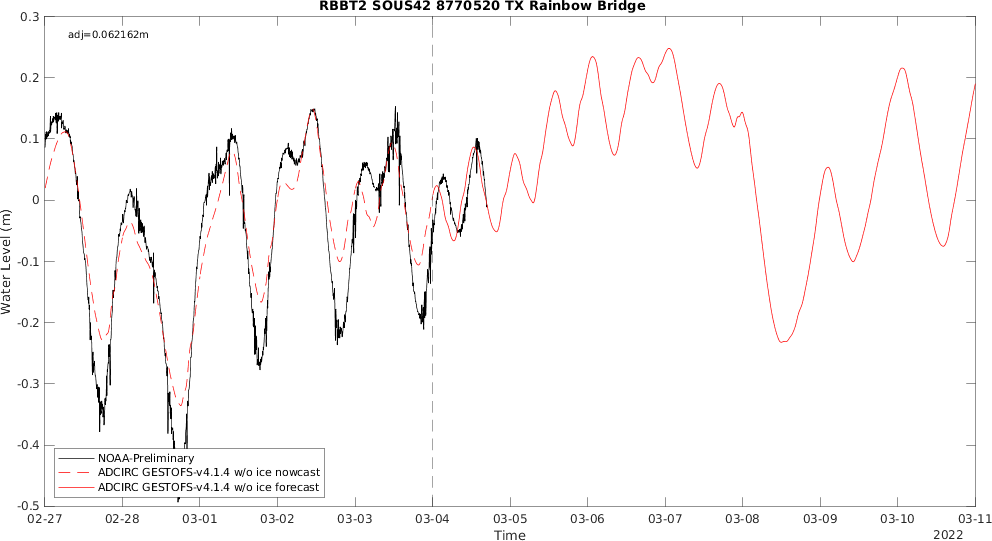 RBBT2 SOUS42 8770520 TX Rainbow Bridge
adj=0.062162m
Water Level (m)
0.3
0.2
0.1
0
-0.1
-0.2
-0.3
-0.4
-0.5
NOAA-Preliminary
ADCIRC GESTOFS-v4.1.4 w/o ice nowcast
ADCIRC GESTOFS-v4.1.4 w/o ice forecast
02-27 02-28 03-01 03-02 03-03 03-04 03-05 03-06 03-07 03-08 03-09 03-10 03-11
Time
2022